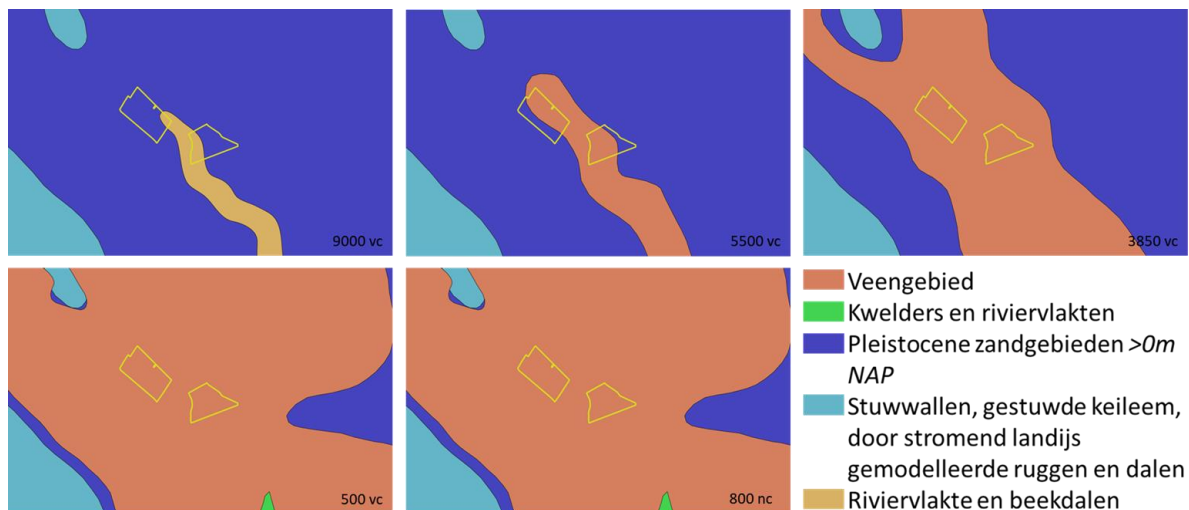 9000 vc
5500 vc
3850 vc
500 vc
800 nc
Veengebied
Kwelders en riviervlakten
Pleistocene zandgebieden >0m
NAP
Stuwwallen, gestuwde keileem,
door stromend landijs
gemodelleerde ruggen en dalen
Riviervlakte en beekdalen